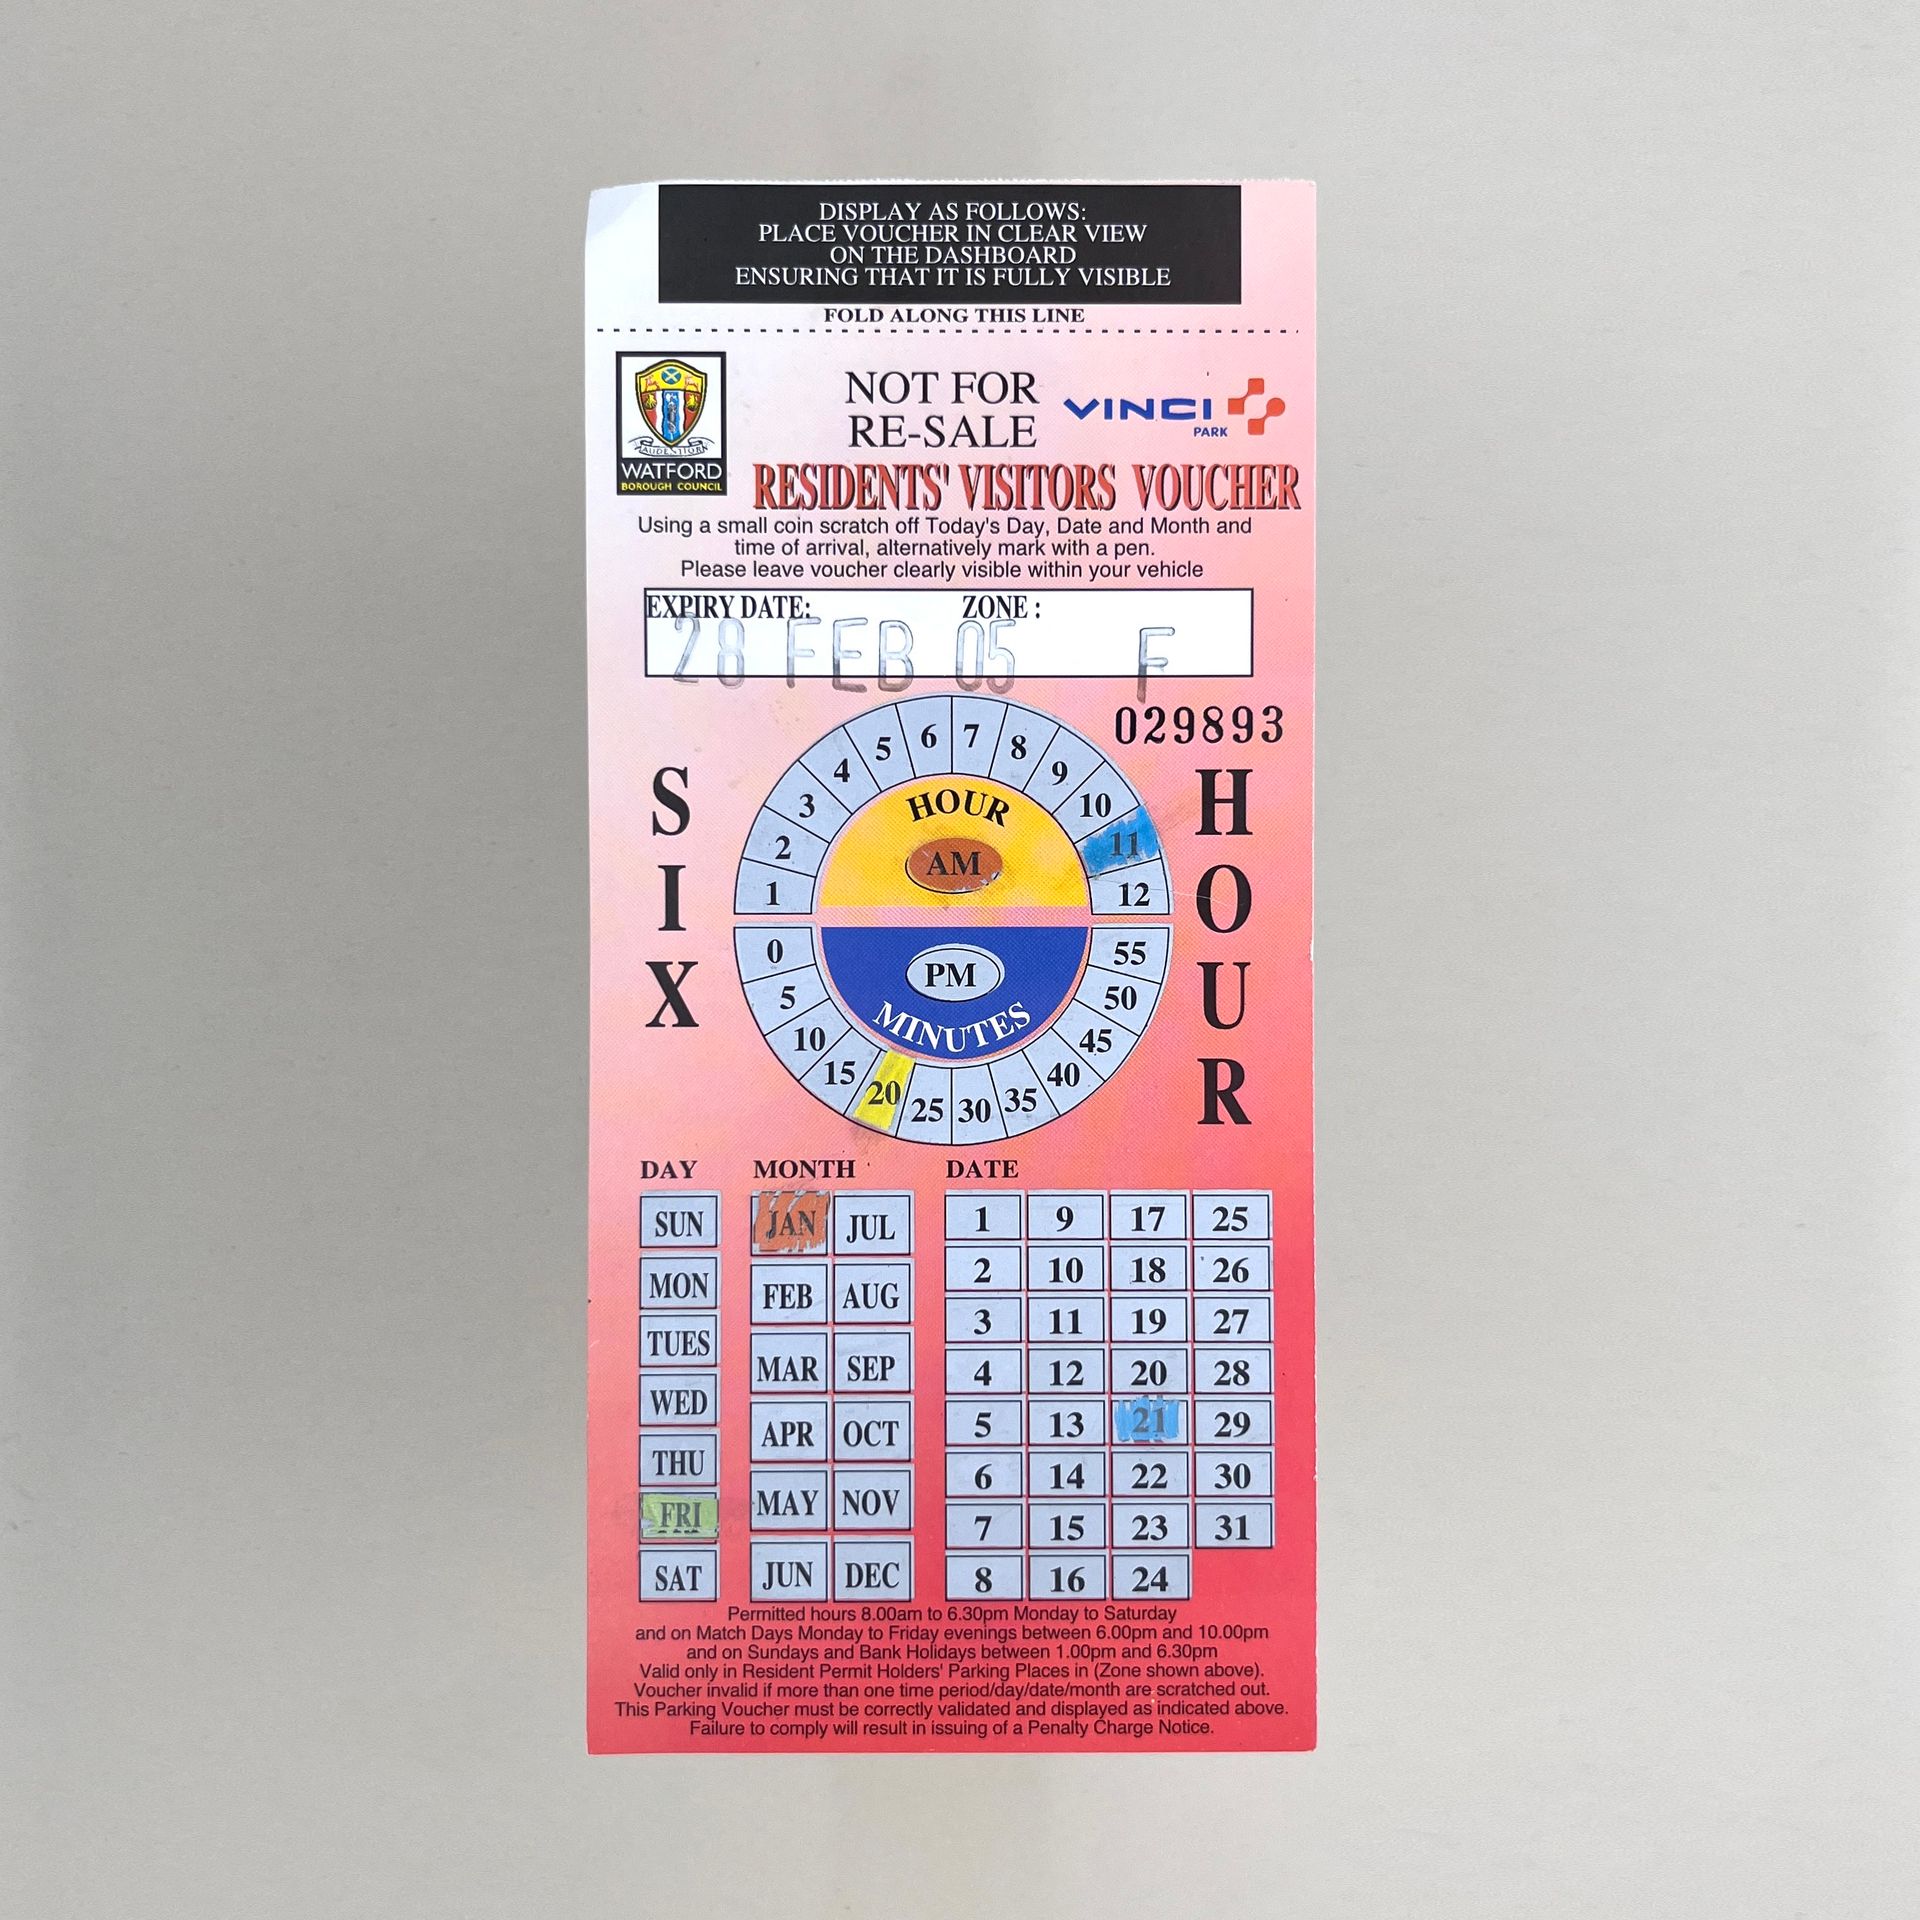 DISPLAY AS FOLLOWS:
PLACE VOUCHER IN CLEAR VIEW
ON THE DASHBOARD
ENSURING THAT IT IS FULLY VISIBLE
FOLD ALONG THIS LINE
NOT FOR
RE-SALE
VINCI
PARK
AUDENTIOR
WATFORD
BOROUGH COUNCIL
RESIDENTS' VISITORS VOUCHER
Using a small coin scratch off Today's Day, Date and Month and
time of arrival, alternatively mark with a pen.
Please leave voucher clearly visible within your vehicle
EXPIRY DATE: ZONE :
28 FEB 05 F
029893
SIX
HOUR
1 2 3 4 5 6 7 8 9 10 11 12
HOUR
AM
PM
MINUTES
0 5 10 15 20 25 30 35 40 45 50 55
DAY MONTH DATE
SUN JAN JUL 1 9 17 25
MON FEB AUG 2 10 18 26
TUES MAR SEP 3 11 19 27
WED APR OCT 4 12 20 28
THU MAY NOV 5 13 21 29
FRI JUN DEC 6 14 22 30
SAT 7 15 23 31
8 16 24
Permitted hours 8.00am to 6.30pm Monday to Saturday
and on Match Days Monday to Friday evenings between 6.00pm and 10.00pm
and on Sundays and Bank Holidays between 1.00pm and 6.30pm
Valid only in Resident Permit Holders' Parking Places in (Zone shown above).
Voucher invalid if more than one time period/day/date/month are scratched out.
This Parking Voucher must be correctly validated and displayed as indicated above.
Failure to comply will result in issuing of a Penalty Charge Notice.